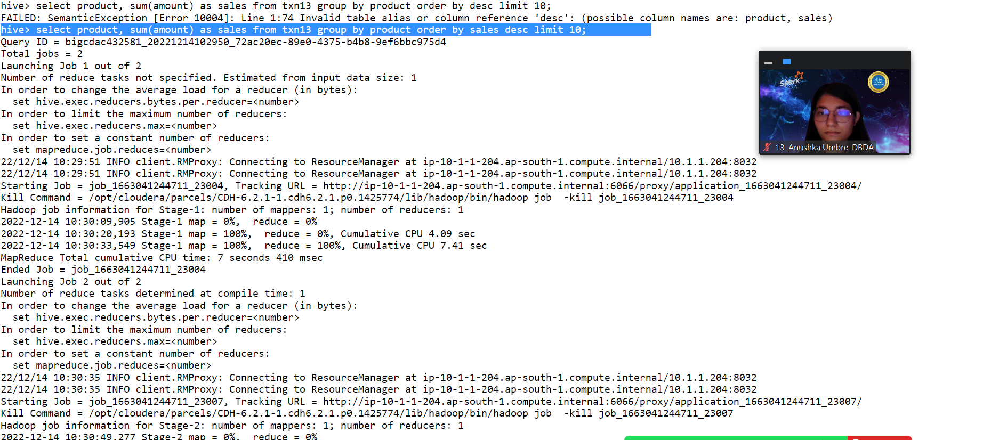 hive> select product, sum(amount) as sales from txn13 group by product order by desc limit 10;
FAILED: SemanticException [Error 10004]: Line 1:74 Invalid table alias or column reference 'desc': (possible column names are: product, sales)
hive> select product, sum(amount) as sales from txn13 group by product order by sales desc limit 10;
Query ID = bigcdac432581_20221214102950_72ac20ec-89e0-4375-b4b8-9ef6bbc975d4
Total jobs = 2
Launching Job 1 out of 2
Number of reduce tasks not specified. Estimated from input data size: 1
In order to change the average load for a reducer (in bytes):
  set hive.exec.reducers.bytes.per.reducer=<number>
In order to limit the maximum number of reducers:
  set hive.exec.reducers.max=<number>
In order to set a constant number of reducers:
  set mapreduce.job.reduces=<number>
22/12/14 10:29:51 INFO client.RMProxy: Connecting to ResourceManager at ip-10-1-1-204.ap-south-1.compute.internal/10.1.1.204:8032
22/12/14 10:29:51 INFO client.RMProxy: Connecting to ResourceManager at ip-10-1-1-204.ap-south-1.compute.internal/10.1.1.204:8032
Starting Job = job_1663041244711_23004, Tracking URL = http://ip-10-1-1-204.ap-south-1.compute.internal:6066/proxy/application_1663041244711_23004/
Kill Command = /opt/cloudera/parcels/CDH-6.2.1-1.cdh6.2.1.p0.1425774/lib/hadoop/bin/hadoop job  -kill job_1663041244711_23004
Hadoop job information for Stage-1: number of mappers: 1; number of reducers: 1
2022-12-14 10:30:09,905 Stage-1 map = 0%,  reduce = 0%
2022-12-14 10:30:20,193 Stage-1 map = 100%,  reduce = 0%, Cumulative CPU 4.09 sec
2022-12-14 10:30:33,549 Stage-1 map = 100%,  reduce = 100%, Cumulative CPU 7.41 sec
MapReduce Total cumulative CPU time: 7 seconds 410 msec
Ended Job = job_1663041244711_23004
Launching Job 2 out of 2
Number of reduce tasks determined at compile time: 1
In order to change the average load for a reducer (in bytes):
  set hive.exec.reducers.bytes.per.reducer=<number>
In order to limit the maximum number of reducers:
  set hive.exec.reducers.max=<number>
In order to set a constant number of reducers:
  set mapreduce.job.reduces=<number>
22/12/14 10:30:35 INFO client.RMProxy: Connecting to ResourceManager at ip-10-1-1-204.ap-south-1.compute.internal/10.1.1.204:8032
22/12/14 10:30:35 INFO client.RMProxy: Connecting to ResourceManager at ip-10-1-1-204.ap-south-1.compute.internal/10.1.1.204:8032
Starting Job = job_1663041244711_23007, Tracking URL = http://ip-10-1-1-204.ap-south-1.compute.internal:6066/proxy/application_1663041244711_23007/
Kill Command = /opt/cloudera/parcels/CDH-6.2.1-1.cdh6.2.1.p0.1425774/lib/hadoop/bin/hadoop job  -kill job_1663041244711_23007
Hadoop job information for Stage-2: number of mappers: 1; number of reducers: 1
2022-12-14 10:30:49,277 Stage-2 map = 0%,  reduce = 0%
Spark
13_Anushka Umbre_DBDA